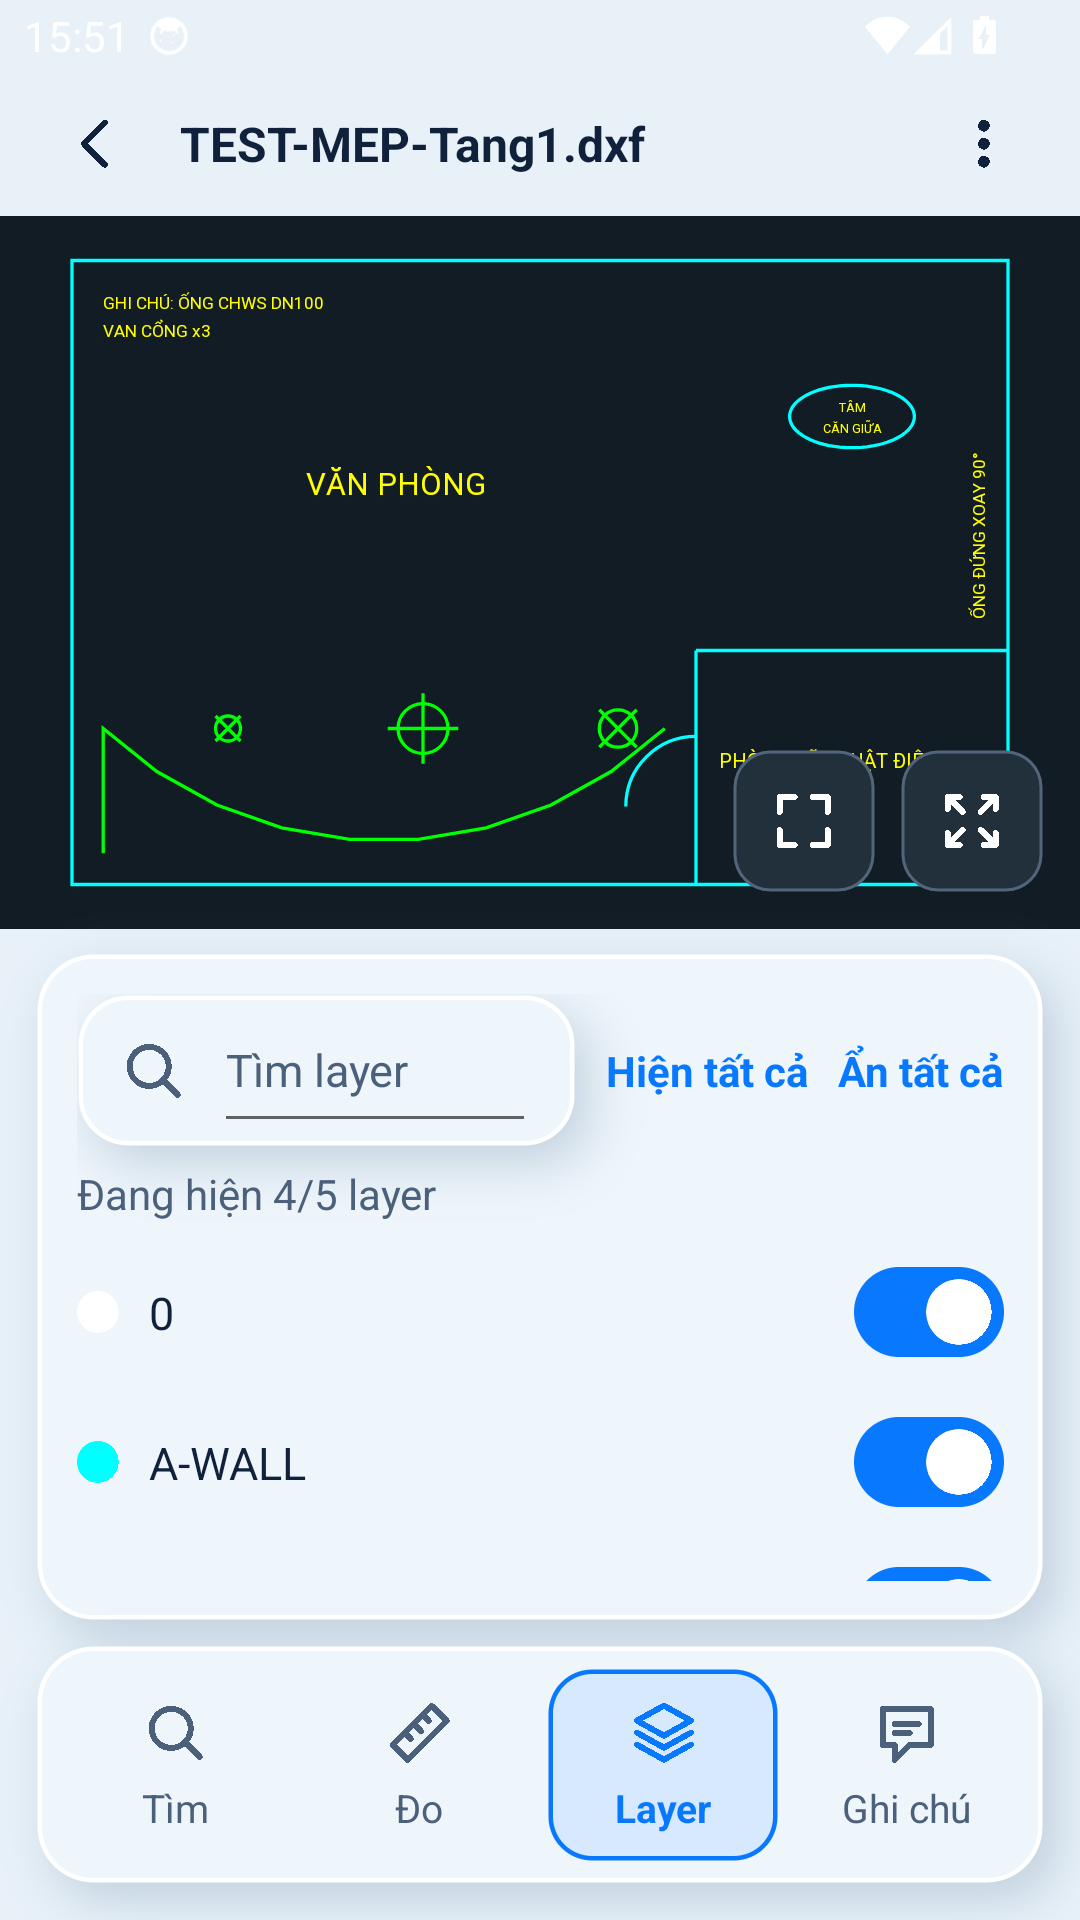 15:51
TEST-MEP-Tang1.dxf
GHI CHÚ: ỐNG CHWS DN100
VAN CỔNG x3
TÂM
CĂN GIỮA
VĂN PHÒNG
ỐNG ĐỨNG XOAY 90°
Tìm layer
Hiện tất cả
Ẩn tất cả
Đang hiện 4/5 layer
0
A-WALL
Tìm
Đo
Layer
Ghi chú